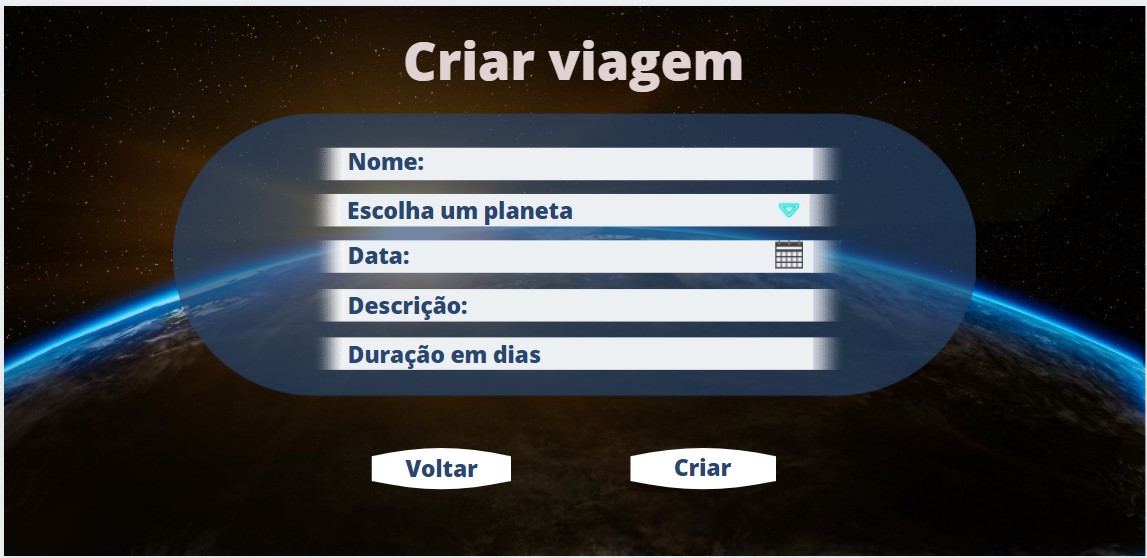 Criar viagem
Nome:
Escolha um planeta
Data:
Descrição:
Duração em dias
Voltar
Criar